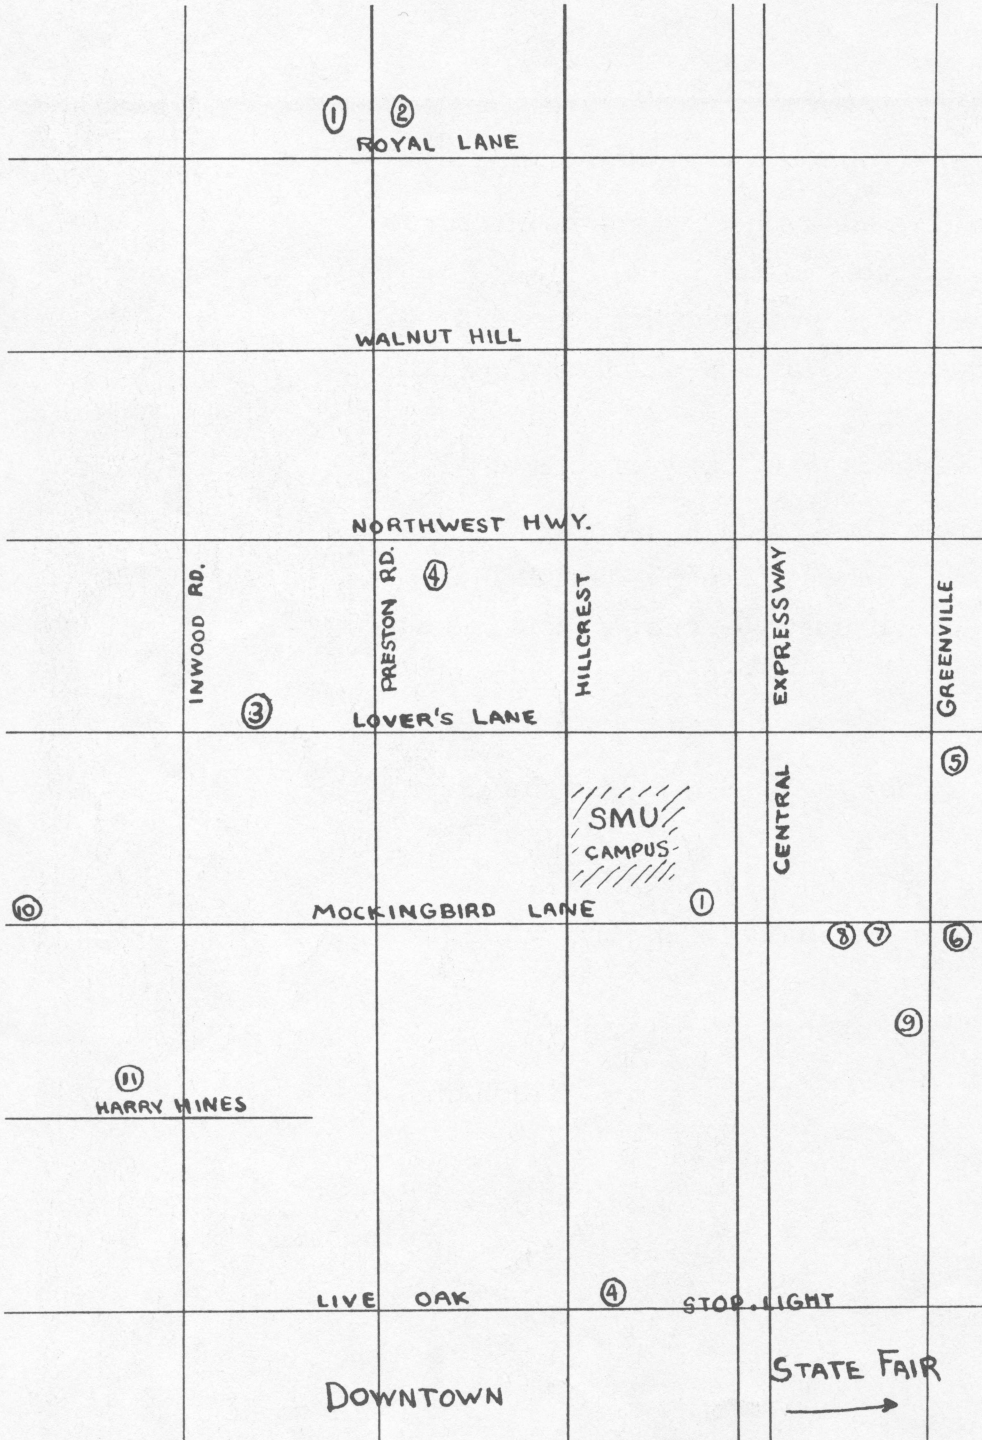 1 2
ROYAL LANE
WALNUT HILL
NORTHWEST HWY.
INWOOD RD.
PRESTON RD.
4
HILLCREST
CENTRAL EXPRESSWAY
GREENVILLE
3
LOVER'S LANE
5
SMU
CAMPUS
10
MOCKINGBIRD LANE
1
8 7 6
9
11
HARRY HINES
LIVE OAK
4
STOP.LIGHT
STATE FAIR
DOWNTOWN